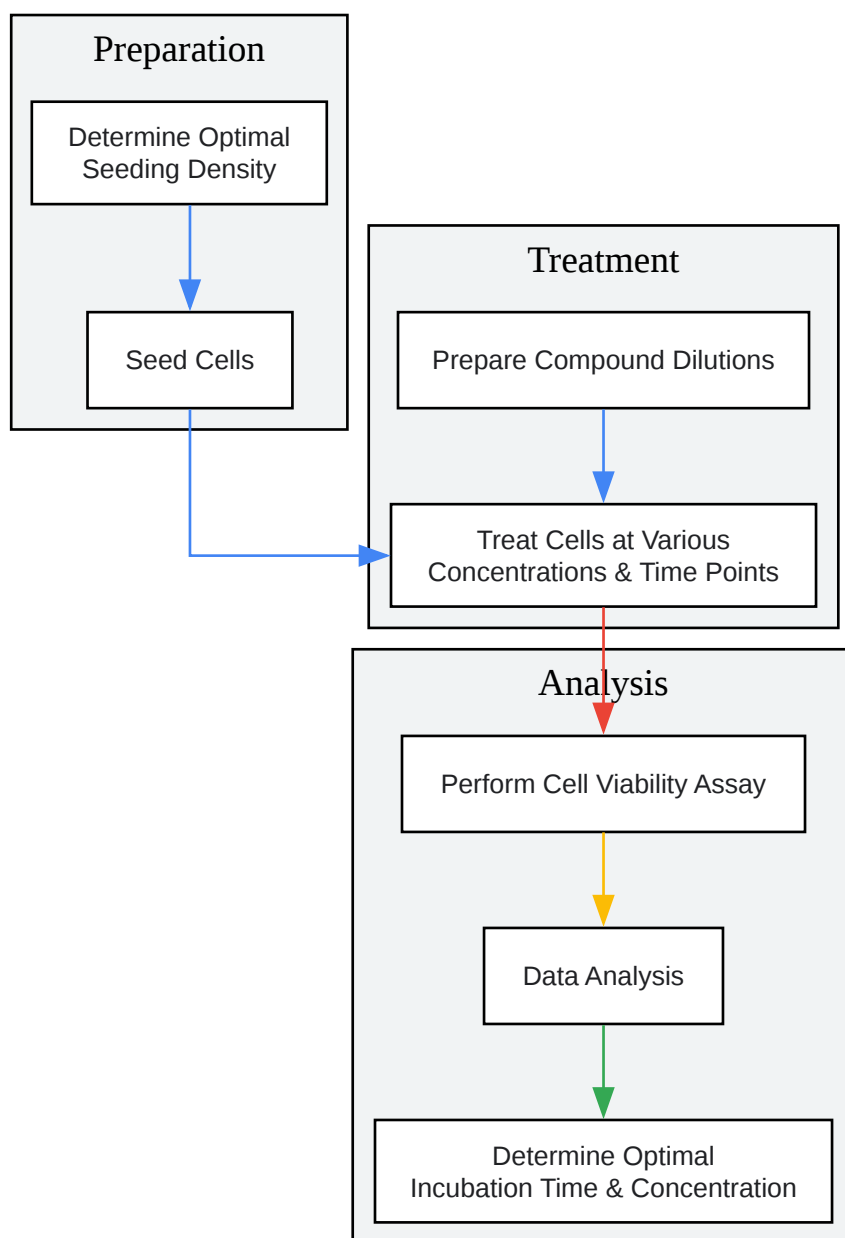 Preparation
Determine Optimal
Seeding Density
Seed Cells
Treatment
Prepare Compound Dilutions
Treat Cells at Various
Concentrations & Time Points
Analysis
Perform Cell Viability Assay
Data Analysis
Determine Optimal
Incubation Time & Concentration